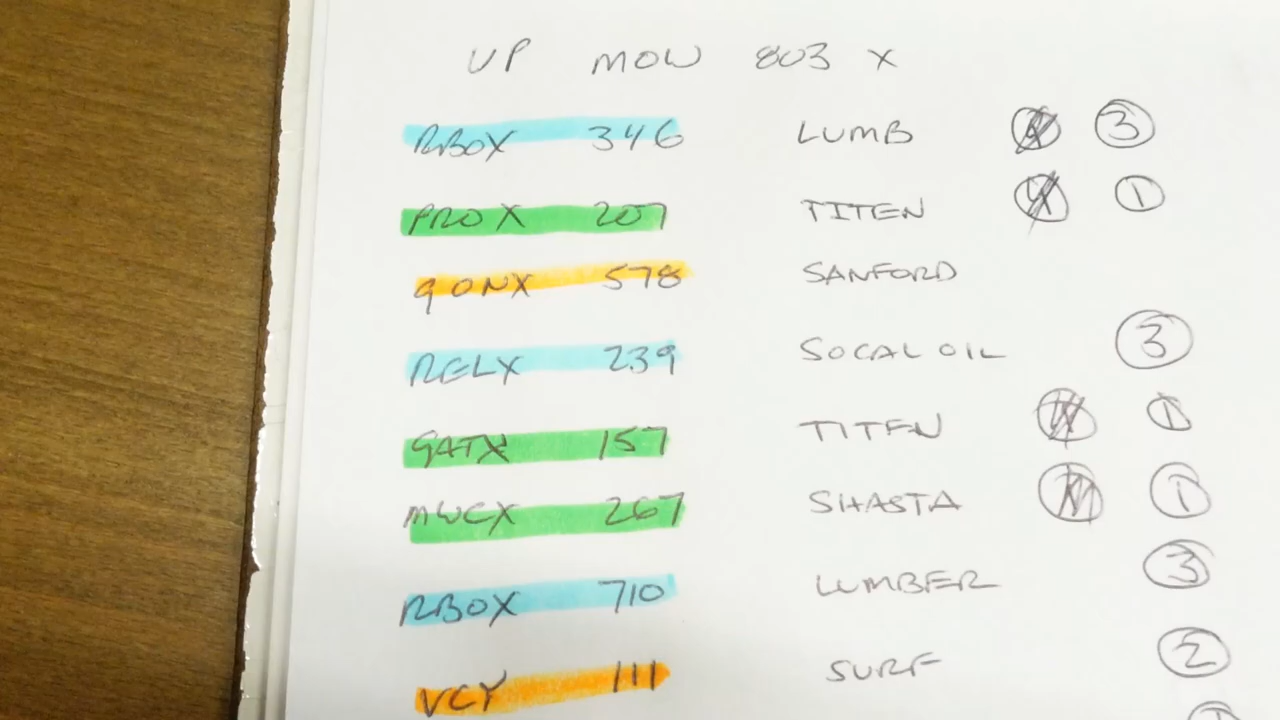 UP MOW 803 X
RBOX 346 LUMB 3
PROX 207 TITEN 1
GONX 578 SANFORD
RELX 239 SOCAL OIL 3
GATX 157 TITEN 1
MWCX 267 SHASTA 1
RBOX 710 LUMBER 3
VCY 111 SURF 2